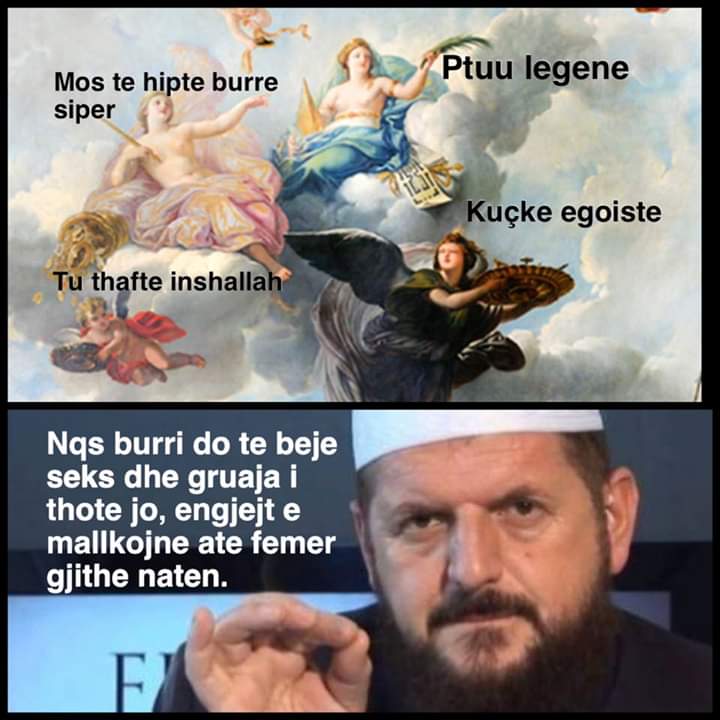 Mos te hipte burre
siper
Ptuu legene
Kuçke egoiste
Tu thafte inshallah
Nqs burri do te beje
seks dhe gruaja i
thote jo, engjejt e
mallkojne ate femer
gjithe naten.